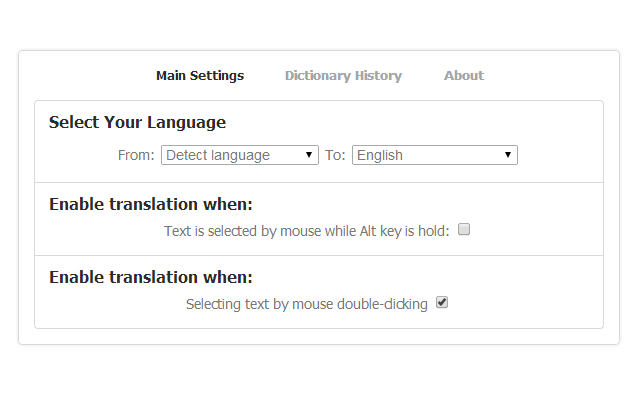 Main Settings Dictionary History About
Select Your Language
From: Detect language To: English
Enable translation when:
Text is selected by mouse while Alt key is hold:
Enable translation when:
Selecting text by mouse double-clicking